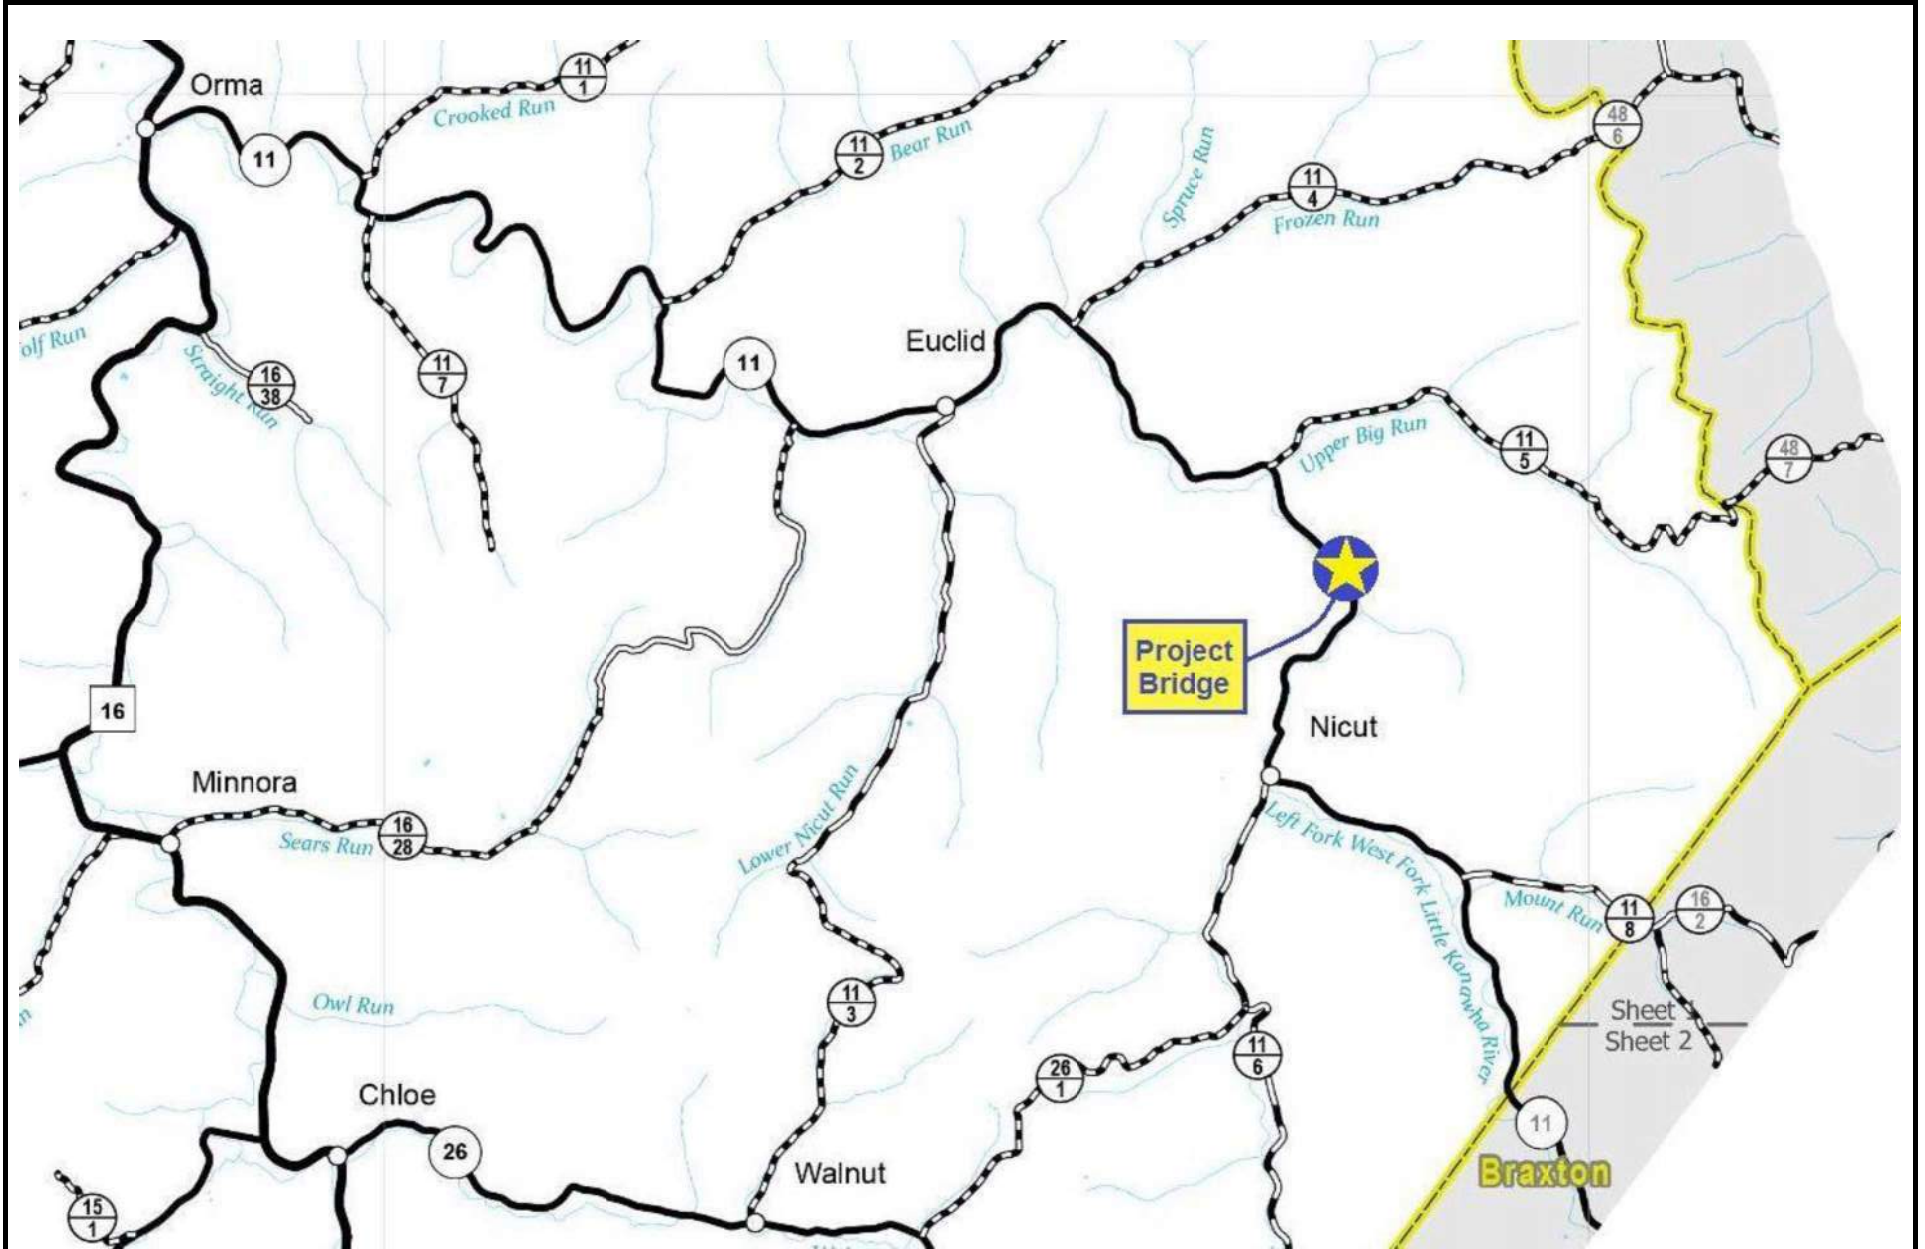 Orma
11
1
Crooked Run
11
11
2
Bear Run
Spruce Run
48
6
11
4
Frozen Run
olf Run
Straight Run
16
38
11
7
11
Euclid
Upper Big Run
11
5
48
7
Project
Bridge
16
Nicut
Minnora
Sears Run
16
28
Lower Nicut Run
Left Fork West Fork Little Kanawha River
Mount Run
11
8
16
2
Owl Run
11
3
Sheet 1
Sheet 2
11
6
26
1
Chloe
26
11
Walnut
Braxton
15
1